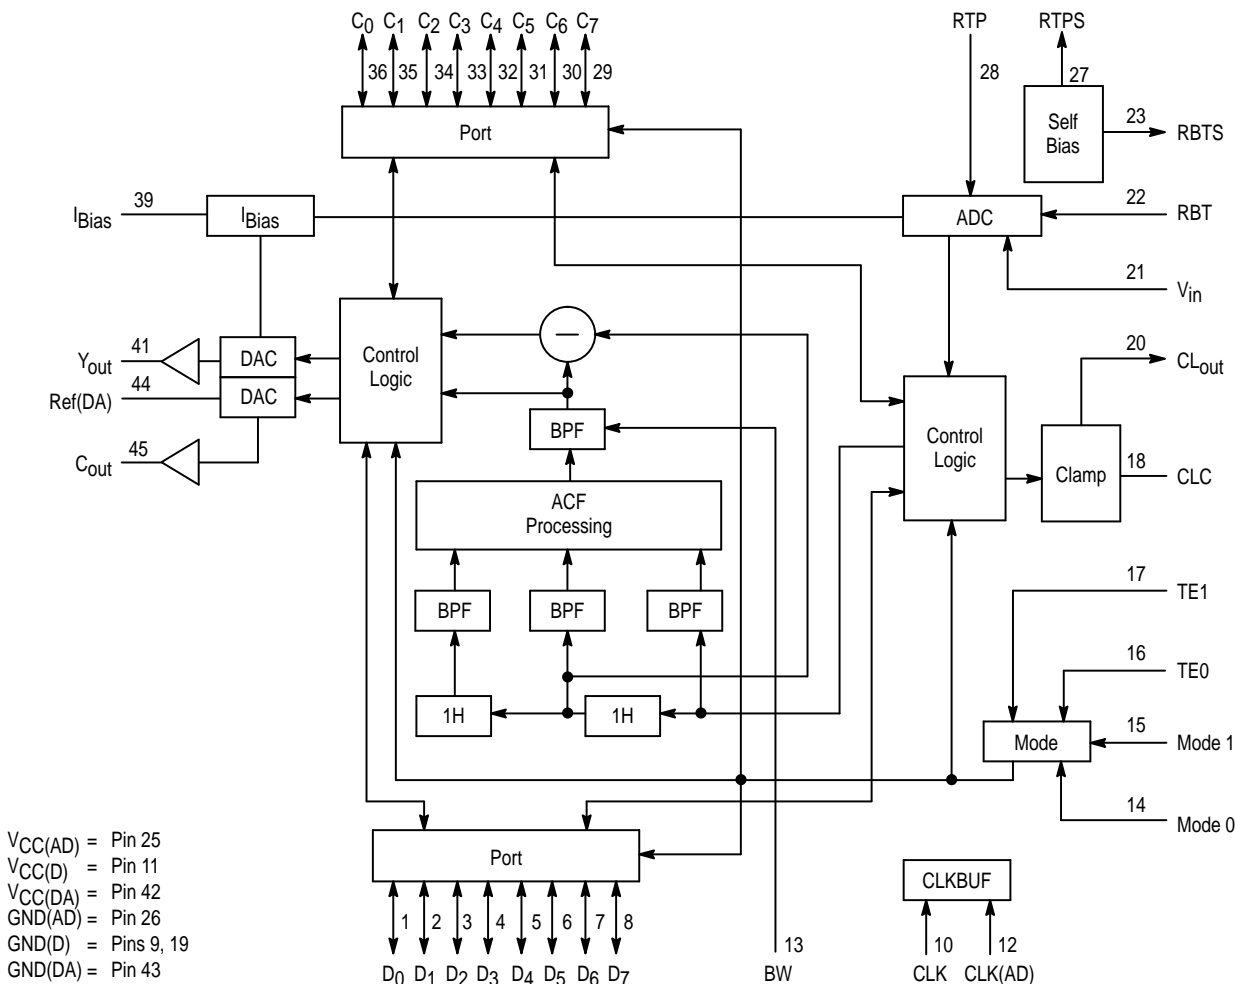 C0 C1 C2 C3 C4 C5 C6 C7
RTP RTPS
36 35 34 33 32 31 30 29
28 27
Port
Self
Bias
23 RBTS
IBias 39 IBias
ADC
22 RBT
21 Vin
Control
Logic
—
Yout 41 DAC
Ref(DA) 44 DAC
Cout 45
20 CLout
BPF
Control
Logic
Clamp
18 CLC
ACF
Processing
BPF BPF BPF
17 TE1
16 TE0
1H 1H
Mode
15 Mode 1
14 Mode 0
Port
CLKBUF
1 2 3 4 5 6 7 8
13 10 12
D0 D1 D2 D3 D4 D5 D6 D7
BW CLK CLK(AD)
VCC(AD) = Pin 25
VCC(D) = Pin 11
VCC(DA) = Pin 42
GND(AD) = Pin 26
GND(D) = Pins 9, 19
GND(DA) = Pin 43